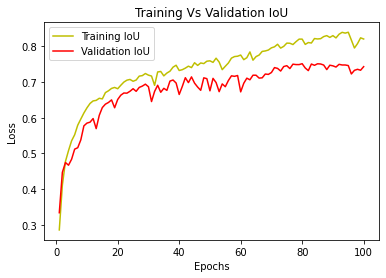 Training Vs Validation IoU
Training IoU
Validation IoU
0.8
0.7
0.6
0.5
0.4
0.3
Loss
0 20 40 60 80 100
Epochs